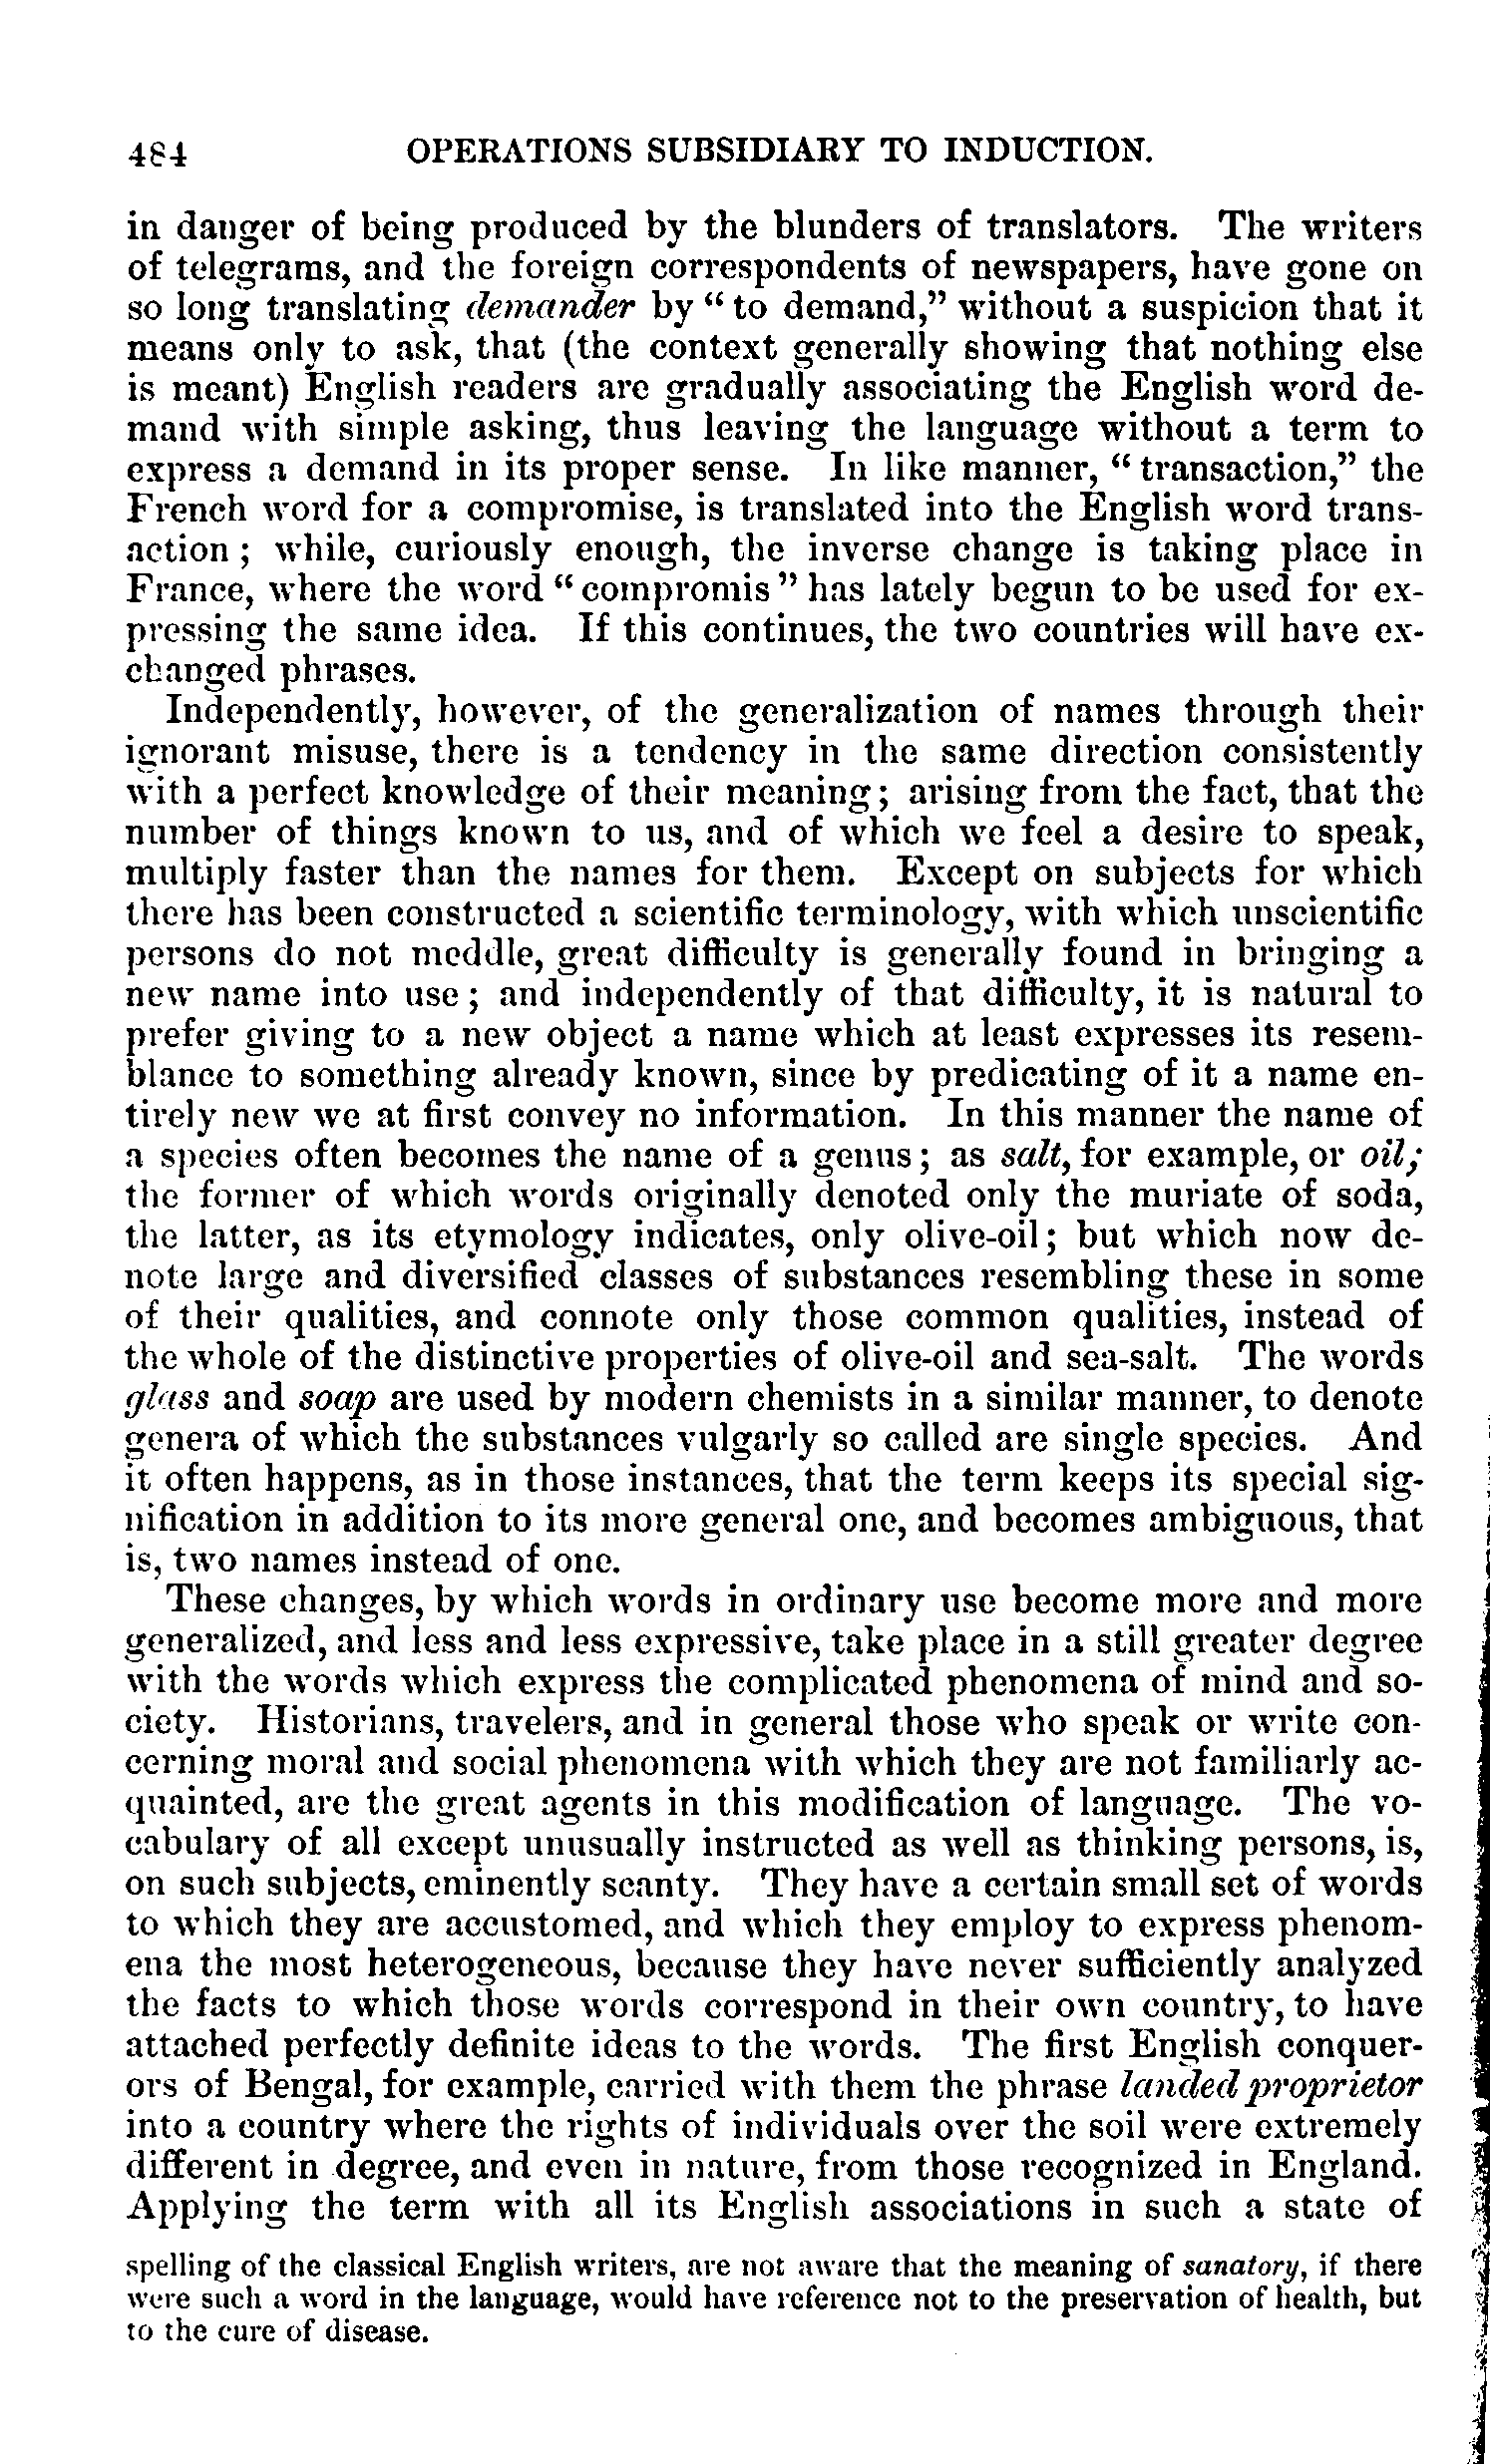 484 OPERATIONS SUBSIDIARY TO INDUCTION.
in danger of being produced by the blunders of translators. The writers
of telegrams, and the foreign correspondents of newspapers, have gone on
so long translating demander by “to demand,” without a suspicion that it
means only to ask, that (the context generally showing that nothing else
is meant) English readers are gradually associating the English word de-
mand with simple asking, thus leaving the language without a term to
express a demand in its proper sense. In like manner, “transaction,” the
French word for a compromise, is translated into the English word trans-
action; while, curiously enough, the inverse change is taking place in
France, where the word “compromis” has lately begun to be used for ex-
pressing the same idea. If this continues, the two countries will have ex-
changed phrases.
Independently, however, of the generalization of names through their
ignorant misuse, there is a tendency in the same direction consistently
with a perfect knowledge of their meaning; arising from the fact, that the
number of things known to us, and of which we feel a desire to speak,
multiply faster than the names for them. Except on subjects for which
there has been constructed a scientific terminology, with which unscientific
persons do not meddle, great difficulty is generally found in bringing a
new name into use; and independently of that difficulty, it is natural to
prefer giving to a new object a name which at least expresses its resem-
blance to something already known, since by predicating of it a name en-
tirely new we at first convey no information. In this manner the name of
a species often becomes the name of a genus; as salt, for example, or oil;
the former of which words originally denoted only the muriate of soda,
the latter, as its etymology indicates, only olive-oil; but which now de-
note large and diversified classes of substances resembling these in some
of their qualities, and connote only those common qualities, instead of
the whole of the distinctive properties of olive-oil and sea-salt. The words
glass and soap are used by modern chemists in a similar manner, to denote
genera of which the substances vulgarly so called are single species. And
it often happens, as in those instances, that the term keeps its special sig-
nification in addition to its more general one, and becomes ambiguous, that
is, two names instead of one.
These changes, by which words in ordinary use become more and more
generalized, and less and less expressive, take place in a still greater degree
with the words which express the complicated phenomena of mind and so-
ciety. Historians, travelers, and in general those who speak or write con-
cerning moral and social phenomena with which they are not familiarly ac-
quainted, are the great agents in this modification of language. The vo-
cabulary of all except unusually instructed as well as thinking persons, is,
on such subjects, eminently scanty. They have a certain small set of words
to which they are accustomed, and which they employ to express phenom-
ena the most heterogeneous, because they have never sufficiently analyzed
the facts to which those words correspond in their own country, to have
attached perfectly definite ideas to the words. The first English conquer-
ors of Bengal, for example, carried with them the phrase landed proprietor
into a country where the rights of individuals over the soil were extremely
different in degree, and even in nature, from those recognized in England.
Applying the term with all its English associations in such a state of
spelling of the classical English writers, are not aware that the meaning of sanatory, if there
were such a word in the language, would have reference not to the preservation of health, but
to the cure of disease.